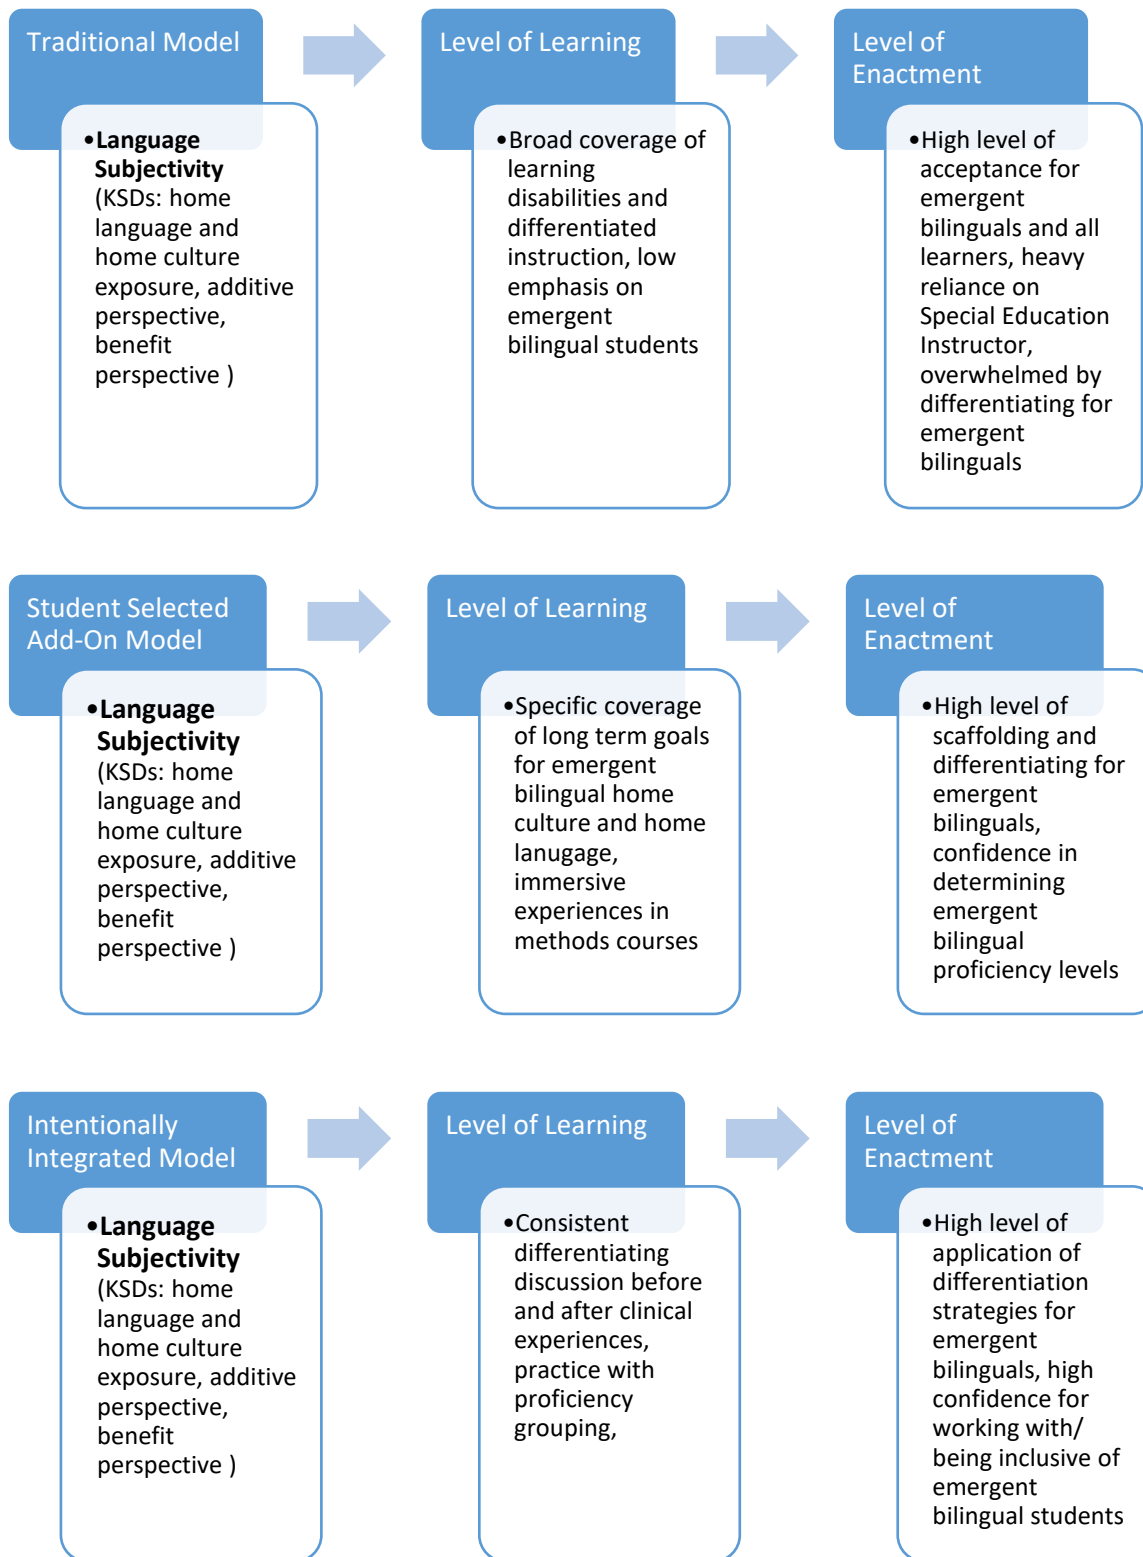 Traditional Model
•Language
Subjectivity
(KSDs: home
language and
home culture
exposure, additive
perspective,
benefit
perspective )
Level of Learning
•Broad coverage of
learning
disabilities and
differentiated
instruction, low
emphasis on
emergent
bilingual students
Level of
Enactment
•High level of
acceptance for
emergent
bilinguals and all
learners, heavy
reliance on
Special Education
Instructor,
overwhelmed by
differentiating for
emergent
bilinguals
Student Selected
Add-On Model
•Language
Subjectivity
(KSDs: home
language and
home culture
exposure, additive
perspective,
benefit
perspective )
Level of Learning
•Specific coverage
of long term goals
for emergent
bilingual home
culture and home
lanugage,
immersive
experiences in
methods courses
Level of
Enactment
•High level of
scaffolding and
differentiating for
emergent
bilinguals,
confidence in
determining
emergent
bilingual
proficiency levels
Intentionally
Integrated Model
•Language
Subjectivity
(KSDs: home
language and
home culture
exposure, additive
perspective,
benefit
perspective )
Level of Learning
•Consistent
differentiating
discussion before
and after clinical
experiences,
practice with
proficiency
grouping,
Level of
Enactment
•High level of
application of
differentiation
strategies for
emergent
bilinguals, high
confidence for
working with/
being inclusive of
emergent
bilingual students